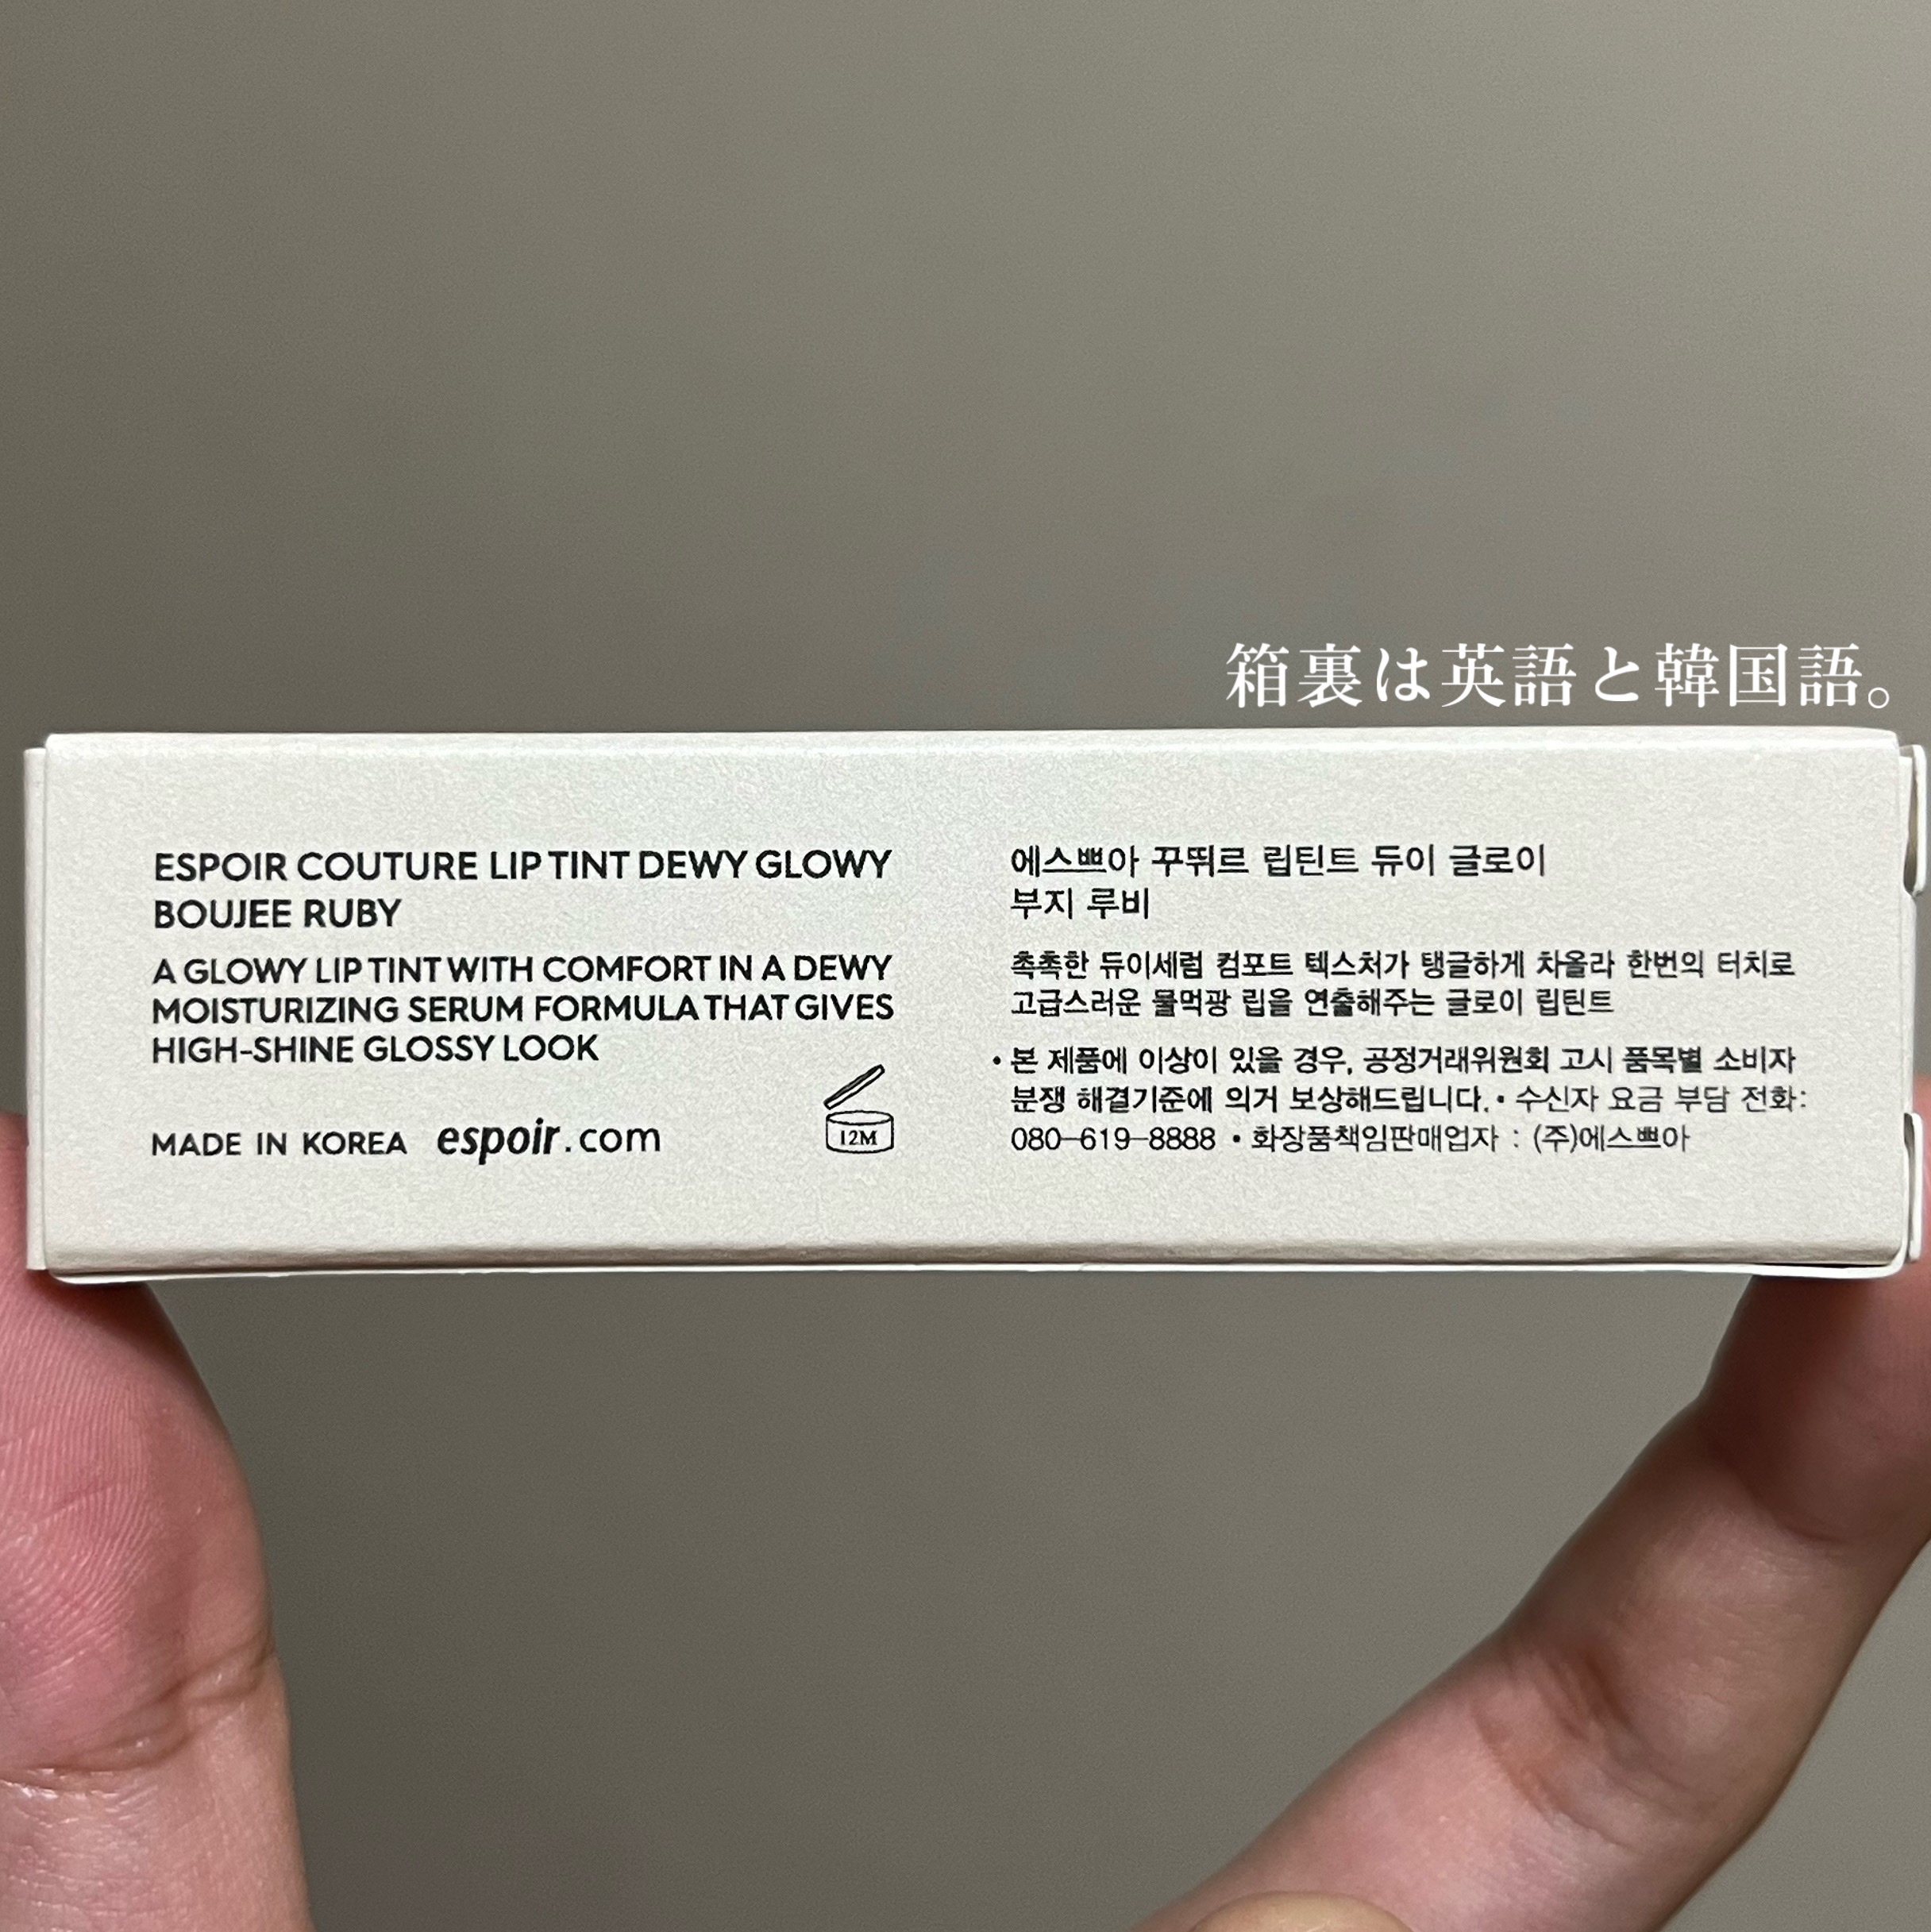 箱裏は英語と韓国語。
ESPOIR COUTURE LIP TINT DEWY GLOWY
BOUJEE RUBY
A GLOWY LIP TINT WITH COMFORT IN A DEWY
MOISTURIZING SERUM FORMULA THAT GIVES
HIGH-SHINE GLOSSY LOOK
MADE IN KOREA espoir.com
12M
에스쁘아 꾸뛰르 립틴트 듀이 글로이
부지 루비
촉촉한 듀이세럼 컴포트 텍스처가 탱글하게 차올라 한번의 터치로
고급스러운 물먹광 립을 연출해주는 글로이 립틴트
• 본 제품에 이상이 있을 경우, 공정거래위원회 고시 품목별 소비자
분쟁 해결기준에 의거 보상해드립니다. • 수신자 요금 부담 전화:
080-619-8888 • 화장품책임판매업자 : (주)에스쁘아